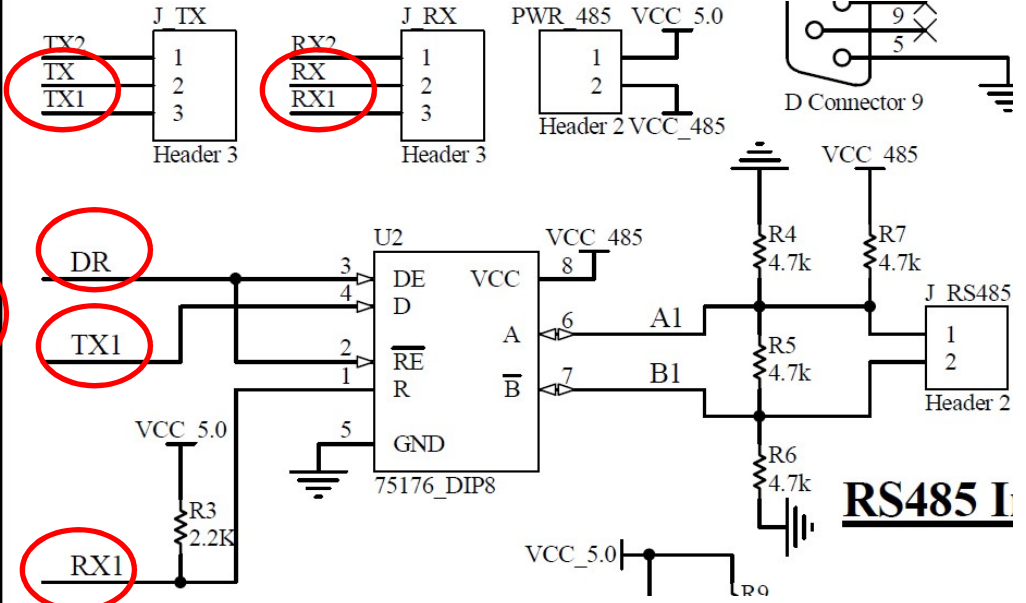 J_TX
J_RX
PWR_485
VCC_5.0
TX2
1
TX
2
TX1
3
Header 3
RX2
1
RX
2
RX1
3
Header 3
1
2
Header 2
VCC_485
9
5
D Connector 9
VCC_485
R4
4.7k
R7
4.7k
U2
VCC_485
DR
3
DE
VCC
8
4
D
TX1
A
6
A1
2
RE
1
R
B
7
B1
5
GND
75176_DIP8
R5
4.7k
J_RS485
1
2
Header 2
R6
4.7k
VCC_5.0
R3
2.2K
RX1
RS485
VCC_5.0
R9